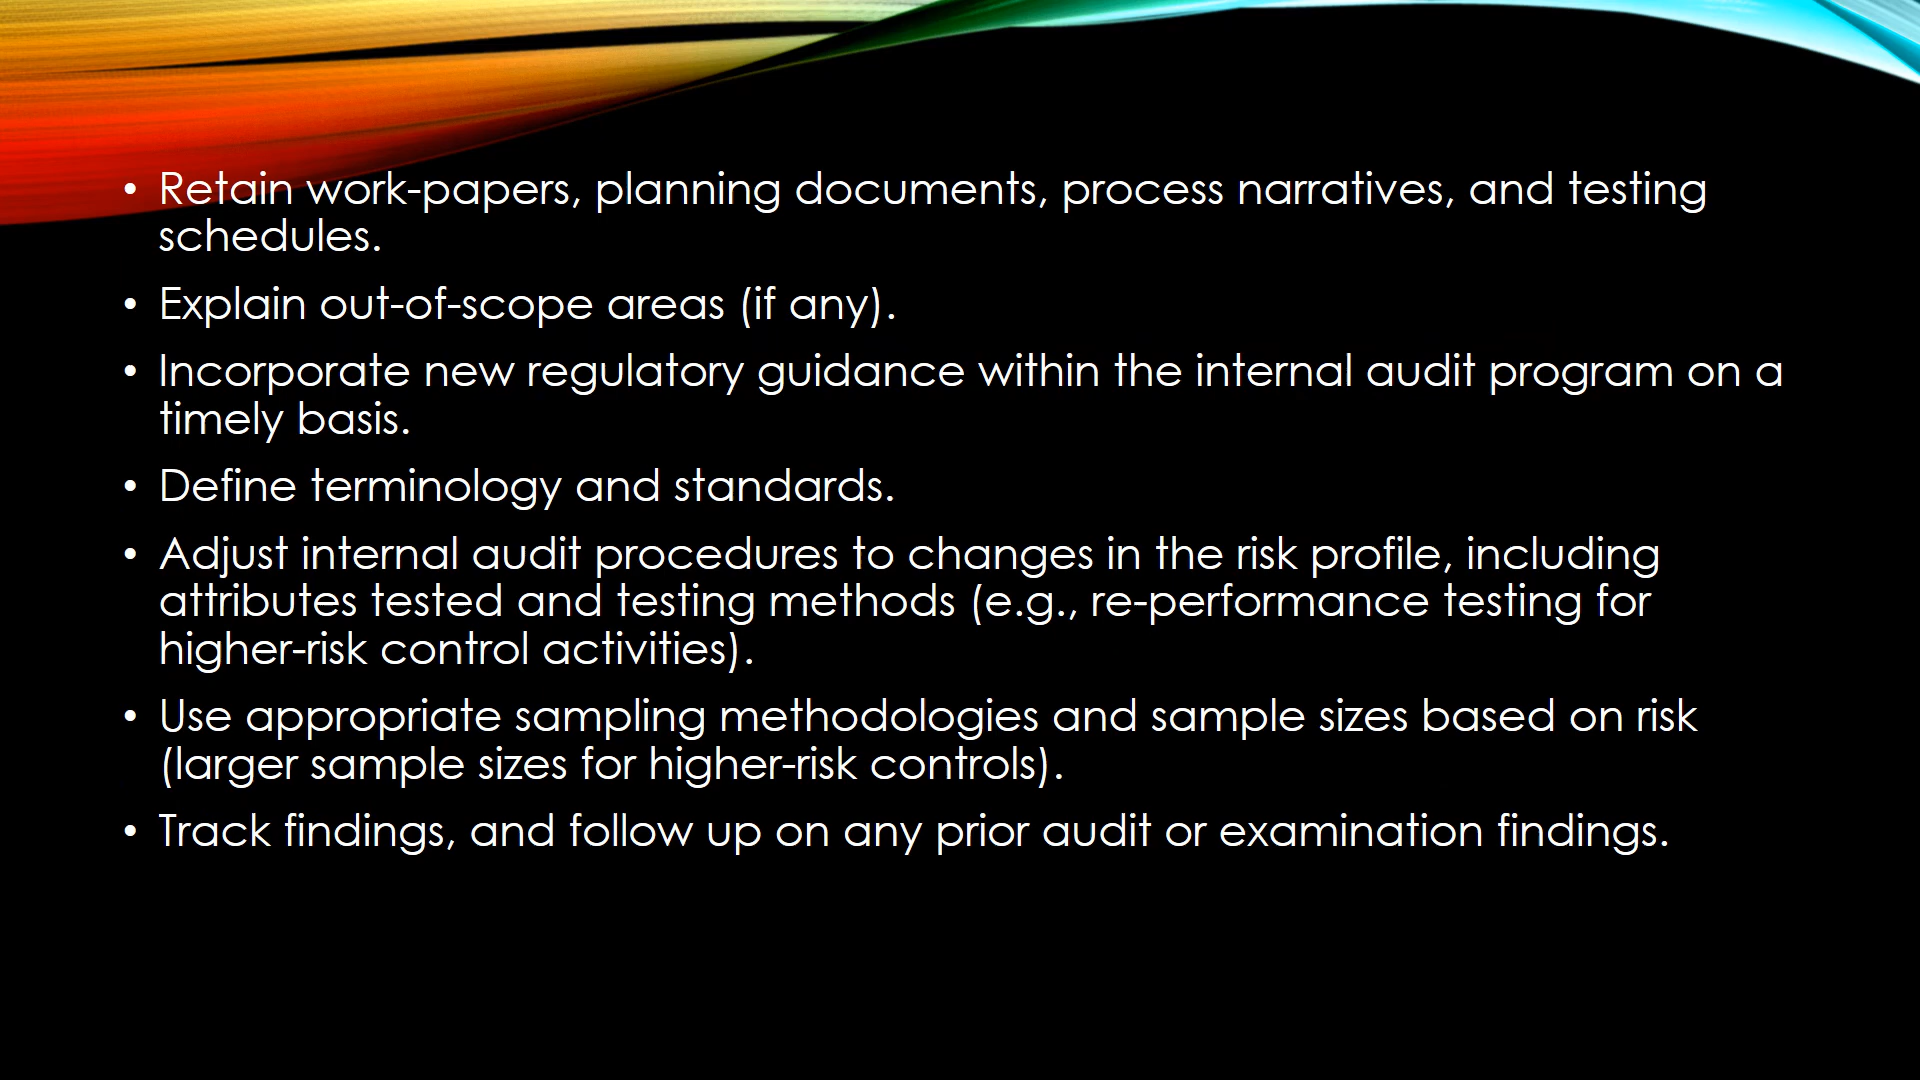 • Retain work-papers, planning documents, process narratives, and testing
schedules.
• Explain out-of-scope areas (if any).
• Incorporate new regulatory guidance within the internal audit program on a
timely basis.
• Define terminology and standards.
• Adjust internal audit procedures to changes in the risk profile, including
attributes tested and testing methods (e.g., re-performance testing for
higher-risk control activities).
• Use appropriate sampling methodologies and sample sizes based on risk
(larger sample sizes for higher-risk controls).
• Track findings, and follow up on any prior audit or examination findings.